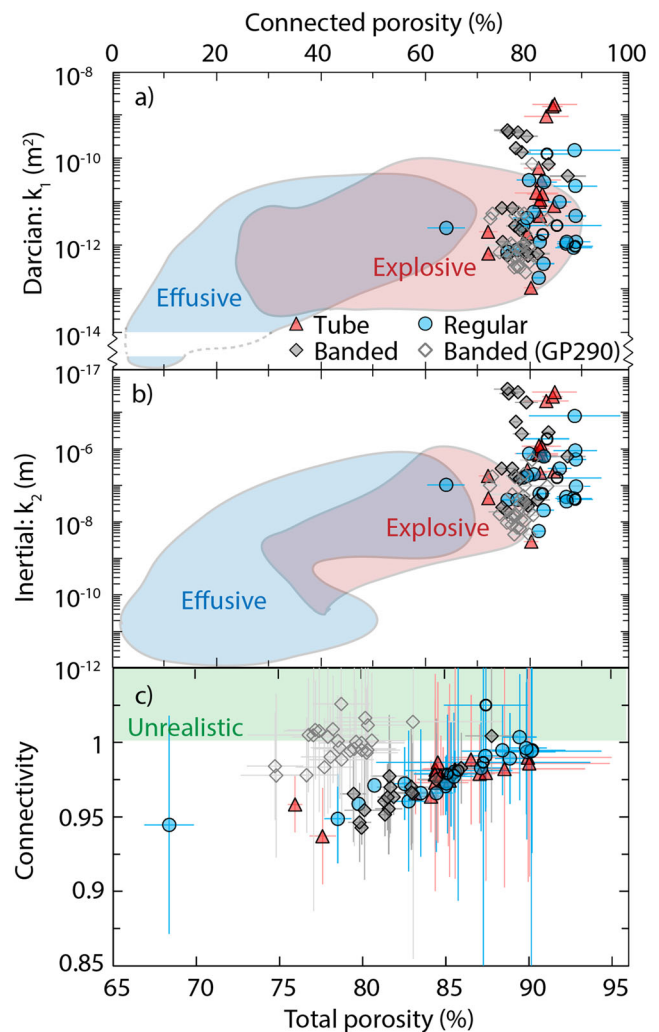 Connected porosity (%)
0 20 40 60 80 100
a)
10⁻⁸
10⁻¹⁰
10⁻¹²
10⁻¹⁴
Darcian: k₁ (m²)
Effusive
Explosive
Tube Regular
Banded Banded (GP290)
b)
10⁻¹⁷
10⁻⁶
10⁻⁸
10⁻¹⁰
10⁻¹²
Inertial: k₂ (m)
Explosive
Effusive
c)
Unrealistic
1
0.95
0.9
0.85
Connectivity
65 70 75 80 85 90 95
Total porosity (%)